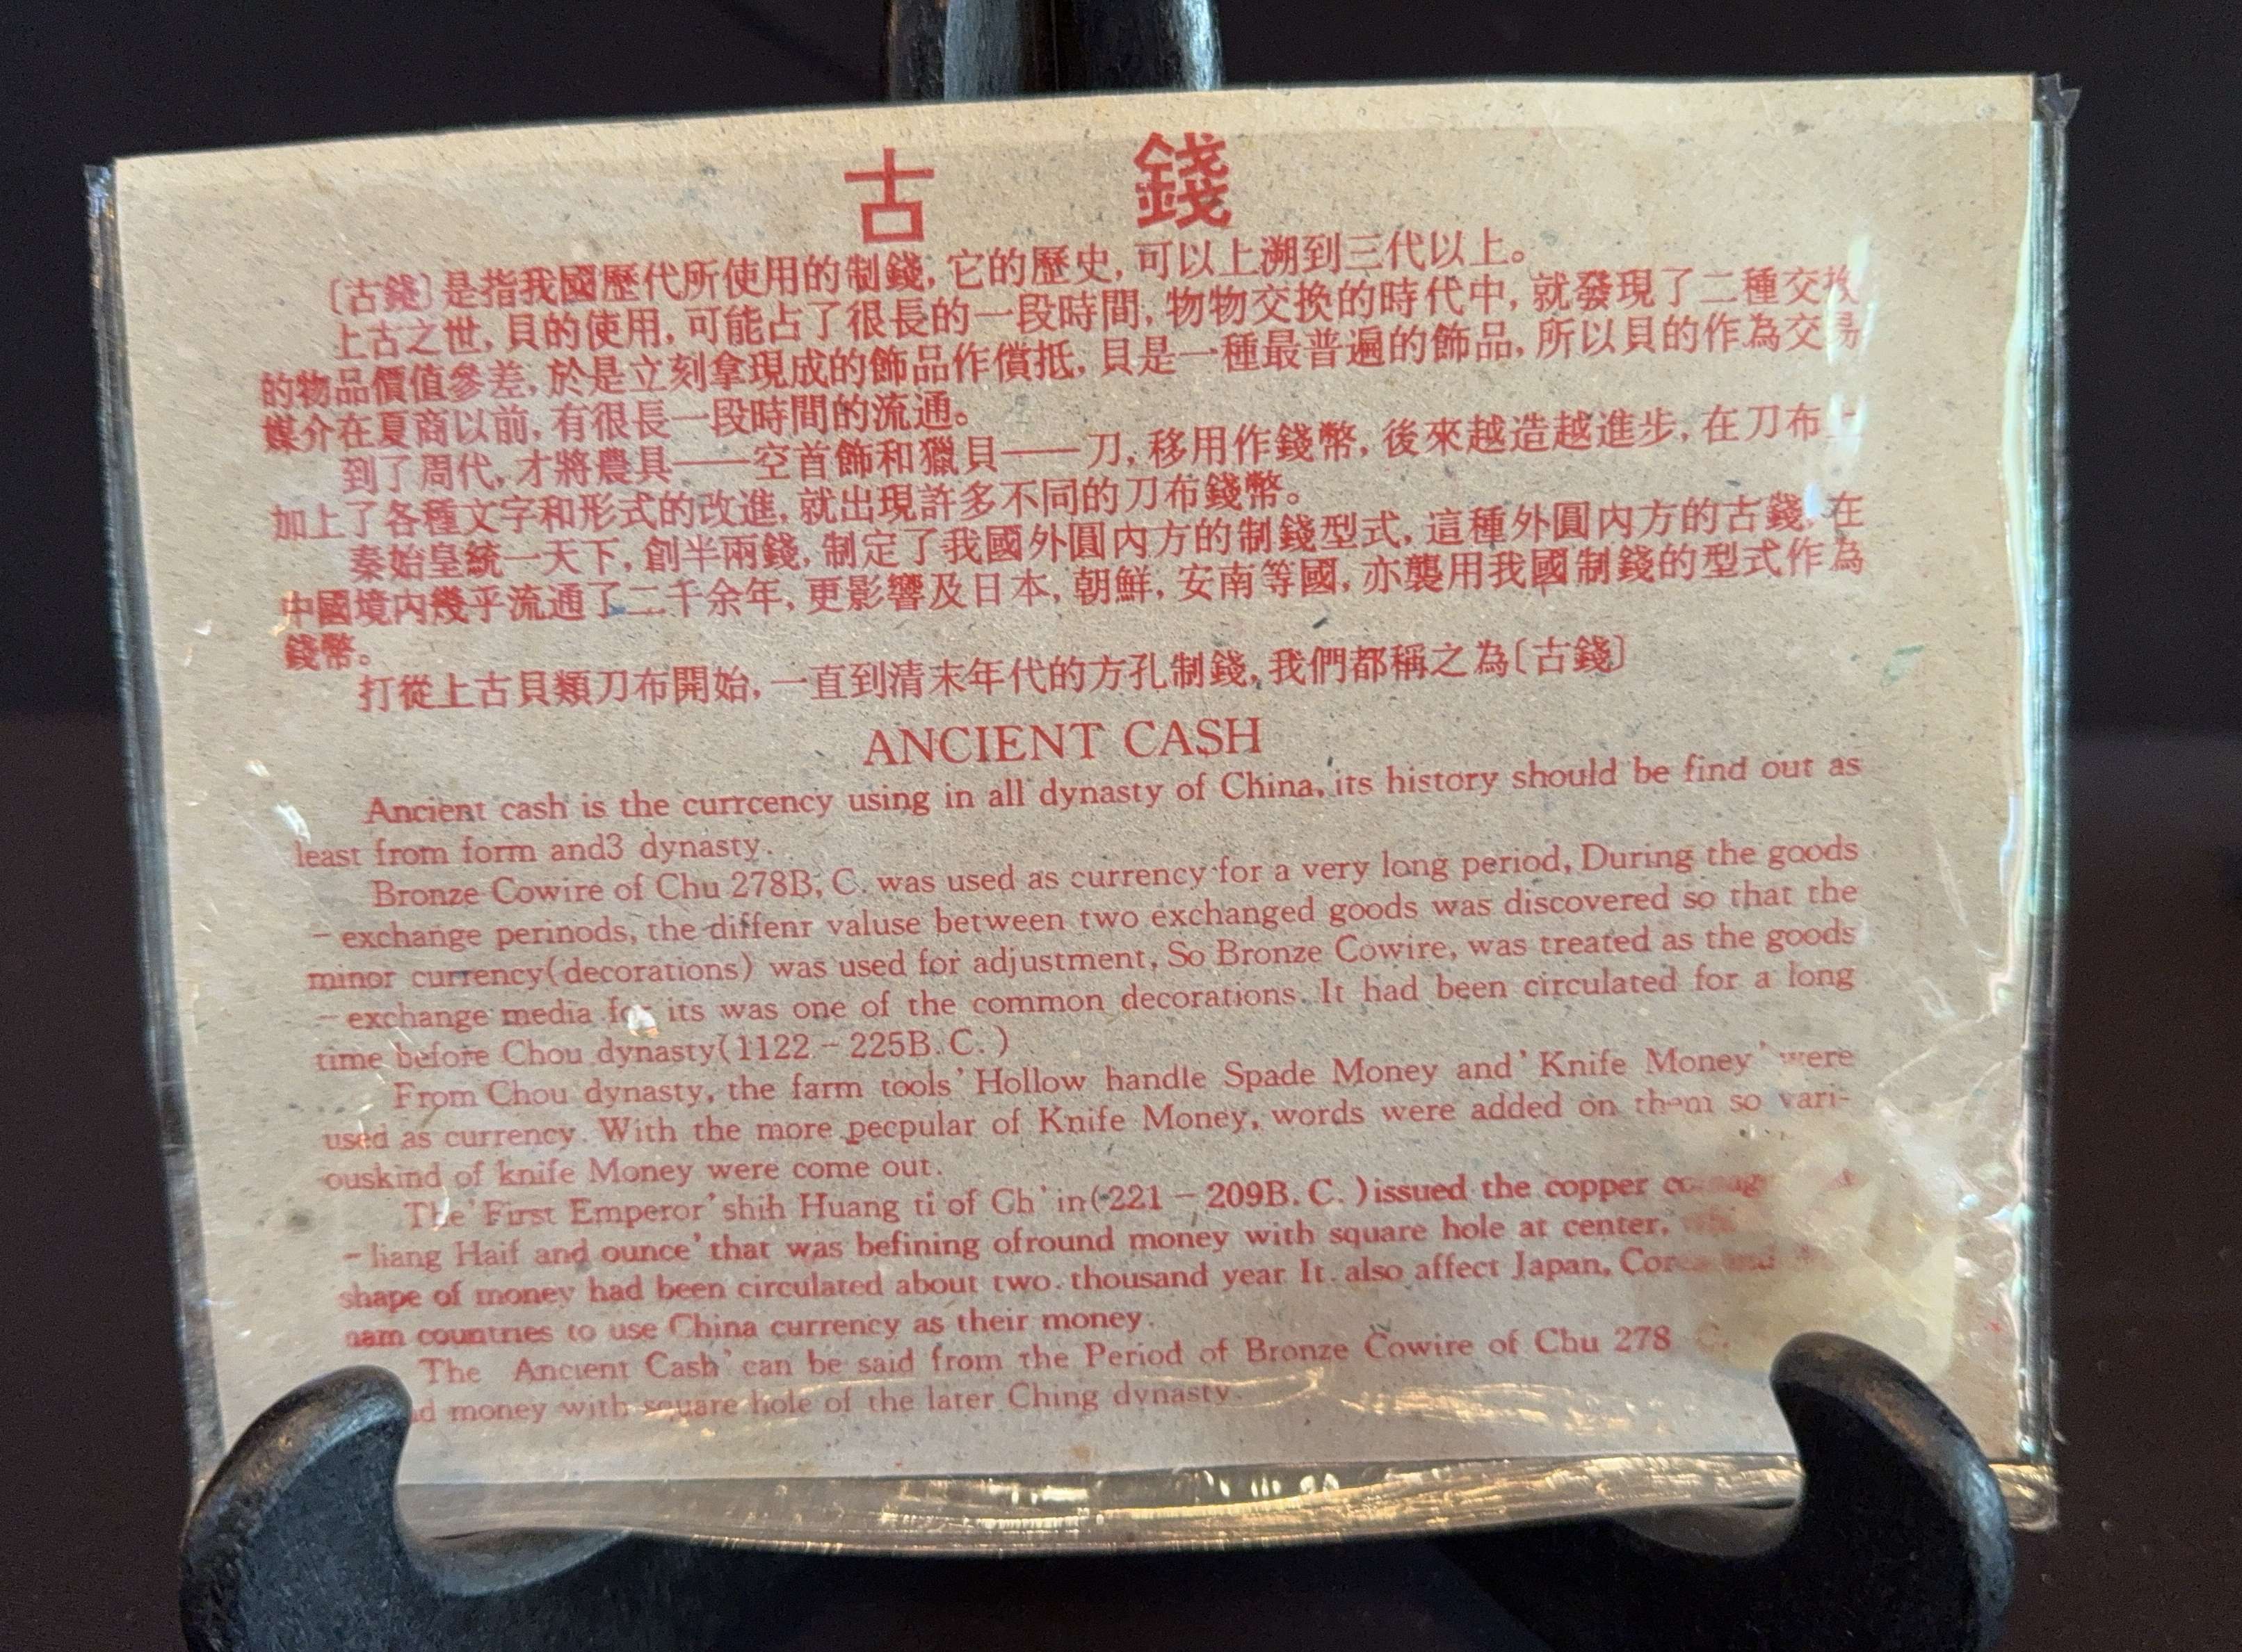 古 錢
〔古錢〕是指我國歷代所使用的制錢, 它的歷史, 可以上溯到三代以上。
上古之世, 貝的使用, 可能占了很長的一段時間, 物物交換的時代中, 就發現了二種交換
的物品價值參差, 於是立刻拿現成的飾品作償抵, 貝是一種最普遍的飾品, 所以貝的作為交易
媒介在夏商以前, 有很長一段時間的流通。
到了周代, 才將農具——空首飾和獵貝——刀, 移用作錢幣, 後來越造越進步, 在刀布上
加上了各種文字和形式的改進, 就出現許多不同的刀布錢幣。
秦始皇統一天下, 創半兩錢, 制定了我國外圓內方的制錢型式, 這種外圓內方的古錢, 在
中國境內幾乎流通了二千余年, 更影響及日本, 朝鮮, 安南等國, 亦襲用我國制錢的型式作為
錢幣。
打從上古貝類刀布開始, 一直到清末年代的方孔制錢, 我們都稱之為〔古錢〕
ANCIENT CASH
Ancient cash is the currcency using in all dynasty of China, its history should be find out as
least from form and3 dynasty.
Bronze Cowire of Chu 278B, C. was used as currency for a very long period, During the goods
- exchange perinods, the diffenr valuse between two exchanged goods was discovered so that the
minor currency(decorations) was used for adjustment, So Bronze Cowire, was treated as the goods
- exchange media for its was one of the common decorations. It had been circulated for a long
time before Chou dynasty(1122 - 225B. C. )
From Chou dynasty, the farm tools' Hollow handle Spade Money and' Knife Money' were
used as currency. With the more pecpular of Knife Money, words were added on them so vari-
ouskind of knife Money were come out.
The' First Emperor' shih Huang ti of Ch' in(221 - 209B. C. )issued the copper
- liang Haif and ounce' that was befining ofround money with square hole at center,
shape of money had been circulated about two. thousand year It. also affect Japan, Corea and
nam countries to use China currency as their money.
The Ancient Cash' can be said from the Period of Bronze Cowire of Chu 278 C.
money with square hole of the later Ching dynasty.